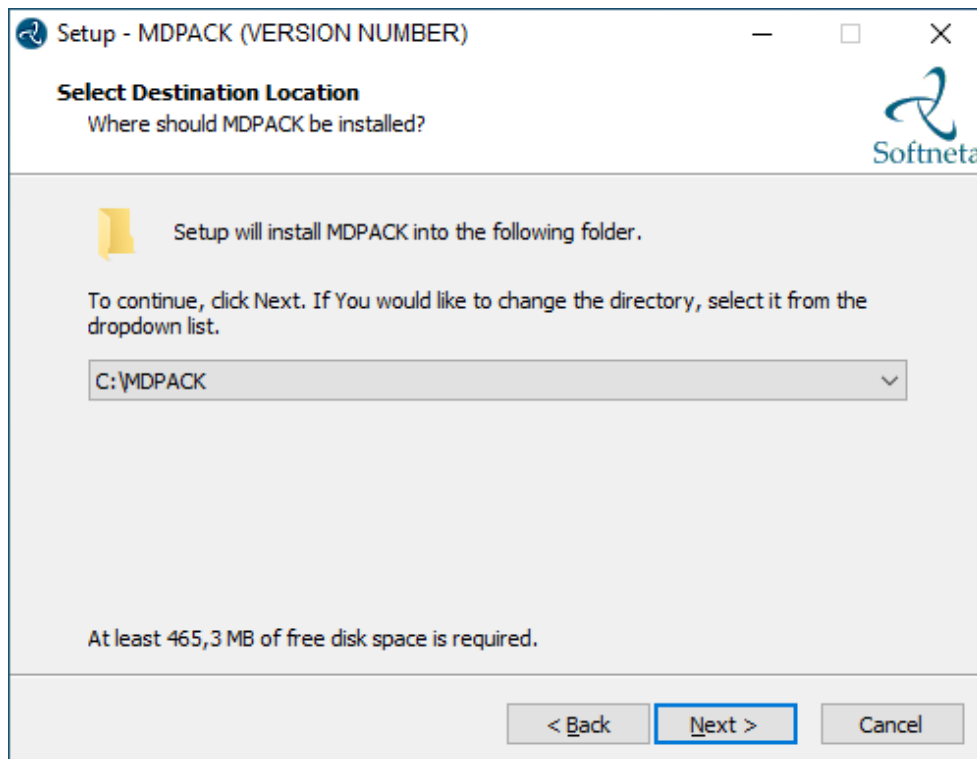 Setup - MDPACK (VERSION NUMBER)
Select Destination Location
Where should MDPACK be installed?
Softneta
Setup will install MDPACK into the following folder.
To continue, click Next. If You would like to change the directory, select it from the
dropdown list.
C:\MDPACK
At least 465,3 MB of free disk space is required.
< Back
Next >
Cancel